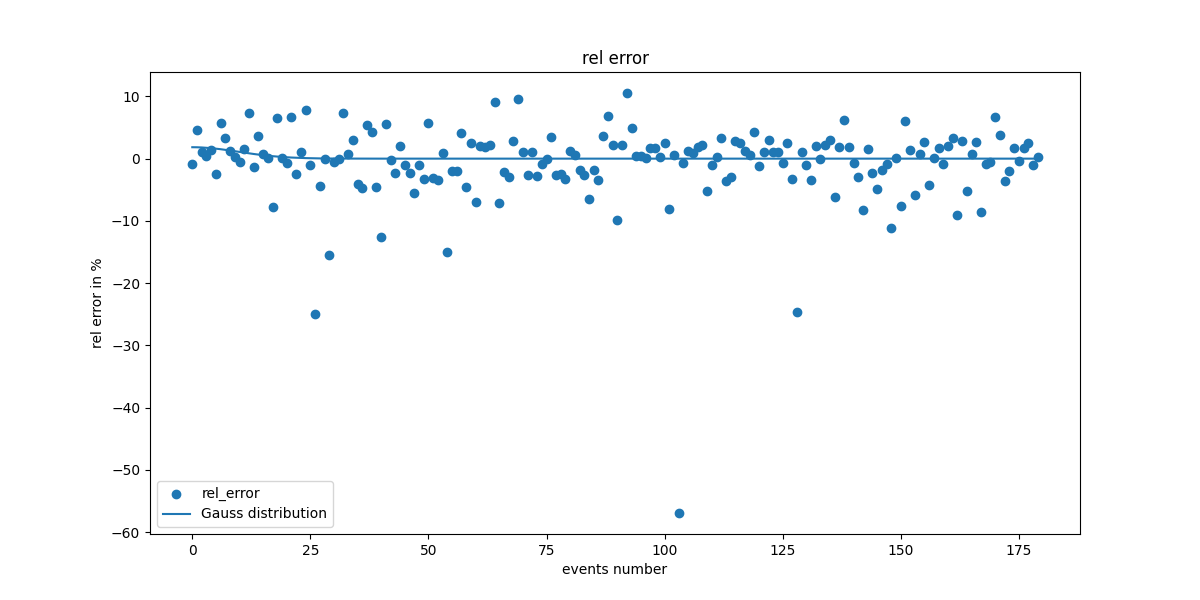 rel error
10
0
−10
−20
−30
−40
−50
−60
rel error in %
rel_error
Gauss distribution
0 25 50 75 100 125 150 175
events number